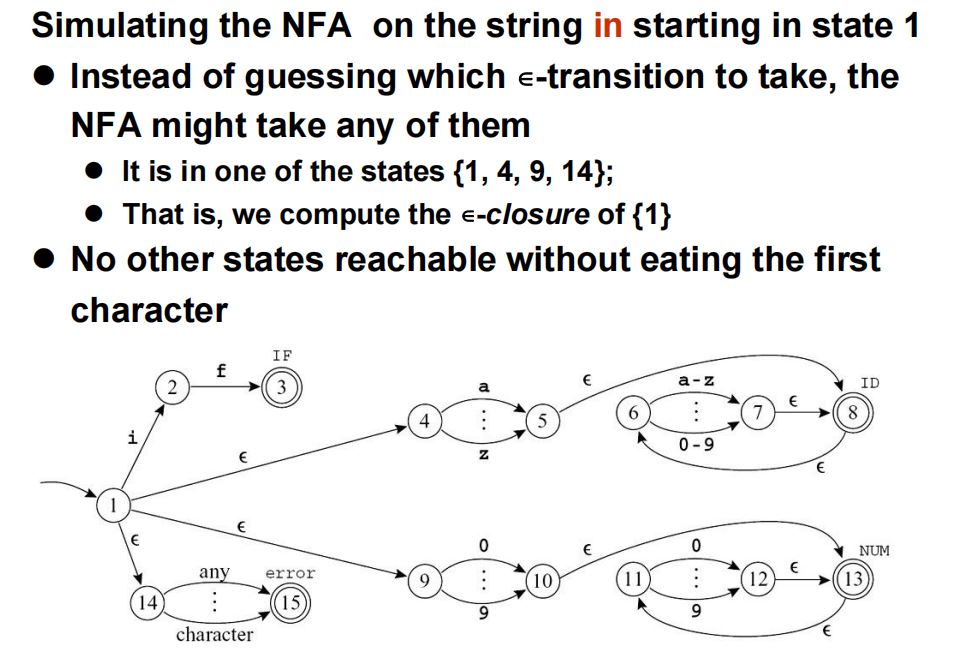 Simulating the NFA on the string in starting in state 1
● Instead of guessing which ϵ-transition to take, the
NFA might take any of them
● It is in one of the states {1, 4, 9, 14};
● That is, we compute the ϵ-closure of {1}
● No other states reachable without eating the first
character
IF
2 f 3
a
ϵ
a-z
ID
4 ⋮ 5
6 ⋮ 7 ϵ 8
i
z
0-9
ϵ
ϵ
1
ϵ
ϵ
0
ϵ
0
NUM
any
error
9 ⋮ 10
11 ⋮ 12 ϵ 13
14 ⋮ 15
9
9
character
ϵ